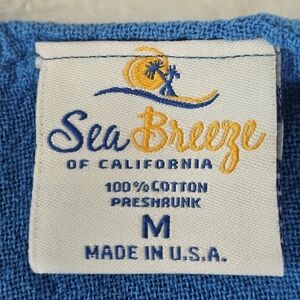 Sea Breeze
OF CALIFORNIA
100% COTTON
PRESHRUNK
M
MADE IN U.S.A.